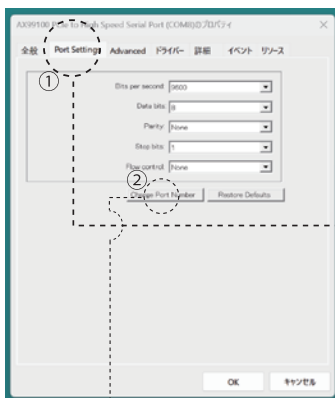 AX99100 PCIe to High Speed Serial Port (COM8)のプロパティ
全般 Port Settings Advanced ドライバー 詳細 イベント リソース
①
Bits per second: 9600
Data bits: 8
Parity: None
Stop bits: 1
Flow control: None
②
Change Port Number Restore Defaults
OK キャンセル